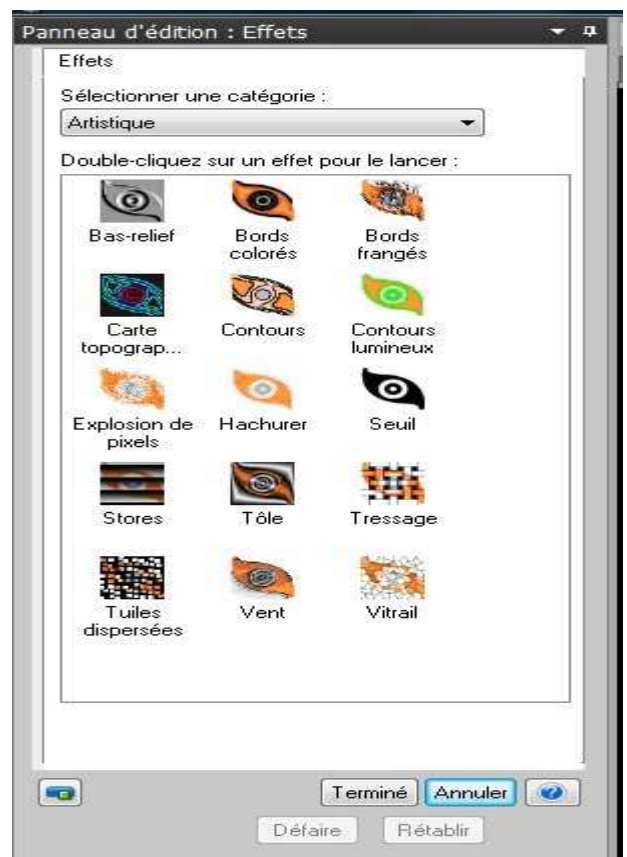 Panneau d'édition : Effets
Effets
Sélectionner une catégorie :
Artistique
Double-cliquez sur un effet pour le lancer :
Bas-relief
Bords colorés
Bords frangés
Carte topograp...
Contours
Contours lumineux
Explosion de pixels
Hachurer
Seuil
Stores
Tôle
Tressage
Tuiles dispersées
Vent
Vitrail
Terminé
Annuler
Défaire
Rétablir